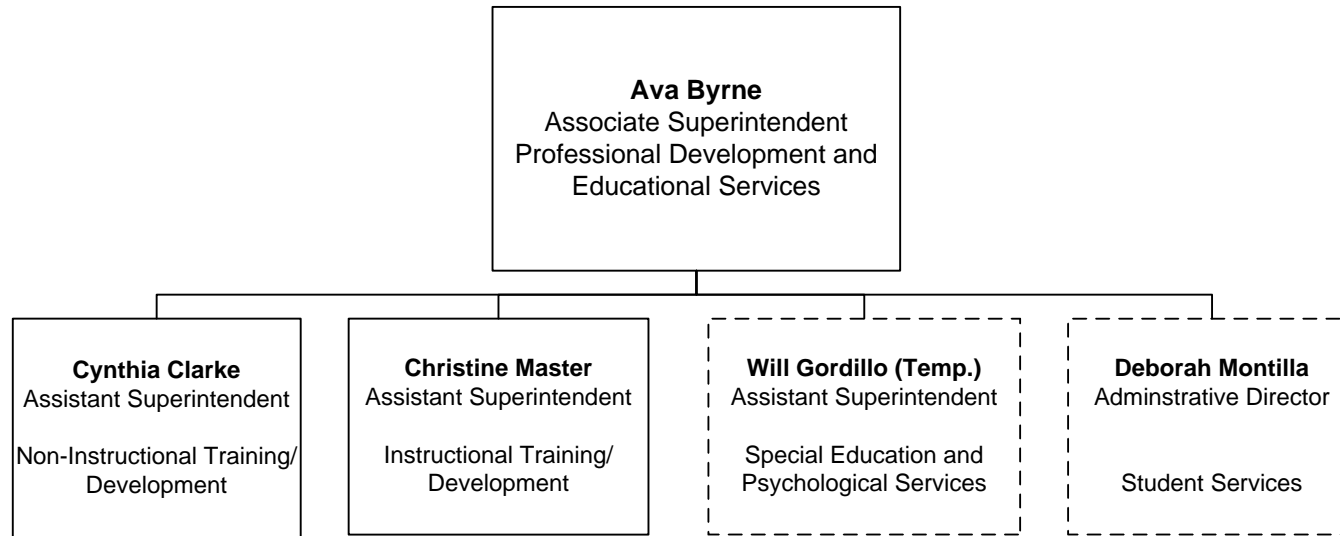 Ava Byrne
Associate Superintendent
Professional Development and
Educational Services
Cynthia Clarke
Assistant Superintendent
Non-Instructional Training/
Development
Christine Master
Assistant Superintendent
Instructional Training/
Development
Will Gordillo (Temp.)
Assistant Superintendent
Special Education and
Psychological Services
Deborah Montilla
Adminstrative Director
Student Services